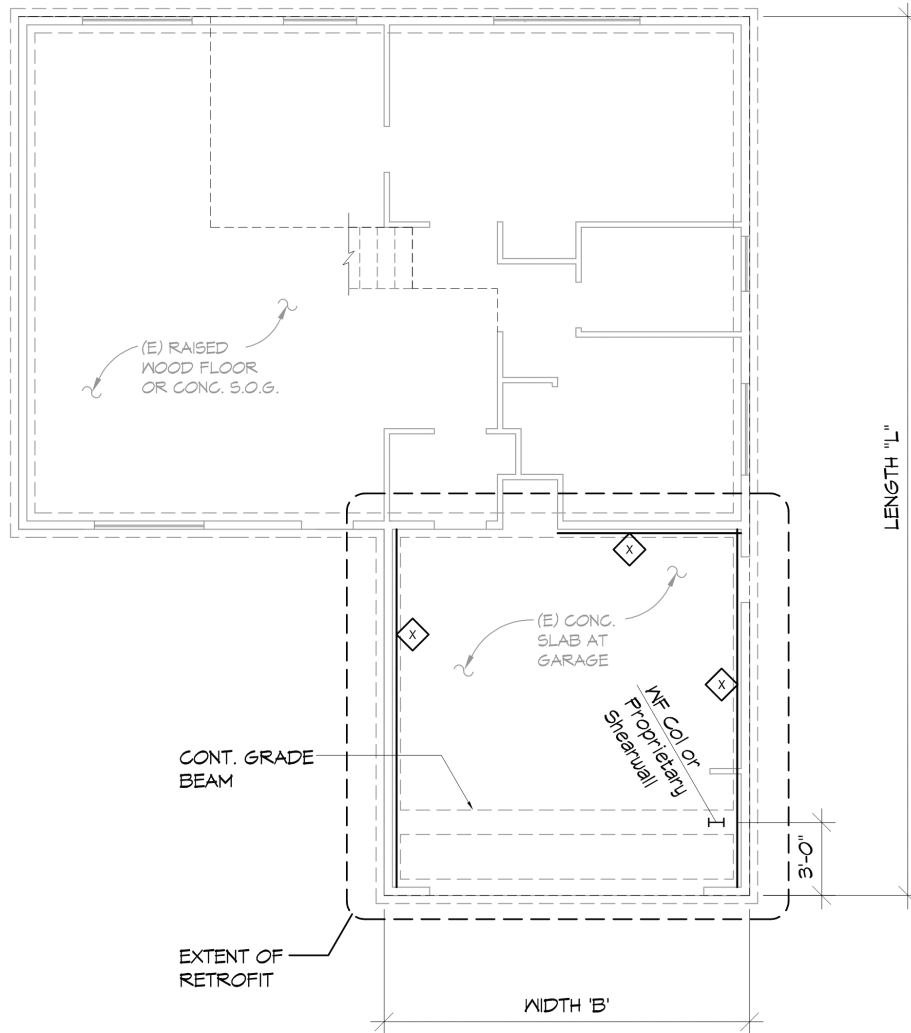 (E) RAISED
WOOD FLOOR
OR CONC. S.O.G.
LENGTH "L"
X
(E) CONC.
SLAB AT
GARAGE
X
X
WF Col or
Proprietary
Shearwall
CONT. GRADE
BEAM
3'-0"
EXTENT OF
RETROFIT
WIDTH 'B'